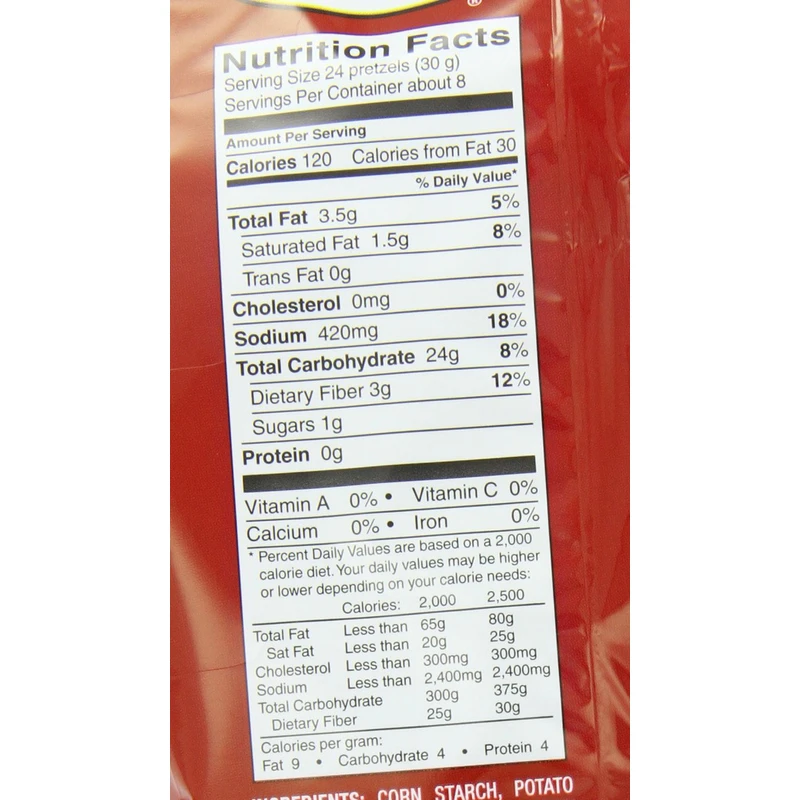 ®
Nutrition Facts
Serving Size 24 pretzels (30 g)
Servings Per Container about 8
Amount Per Serving
Calories 120 Calories from Fat 30
% Daily Value*
Total Fat 3.5g 5%
Saturated Fat 1.5g 8%
Trans Fat 0g
Cholesterol 0mg 0%
Sodium 420mg 18%
Total Carbohydrate 24g 8%
Dietary Fiber 3g 12%
Sugars 1g
Protein 0g
Vitamin A 0% • Vitamin C 0%
Calcium 0% • Iron 0%
* Percent Daily Values are based on a 2,000
calorie diet. Your daily values may be higher
or lower depending on your calorie needs:
Calories: 2,000 2,500
Total Fat Less than 65g 80g
Sat Fat Less than 20g 25g
Cholesterol Less than 300mg 300mg
Sodium Less than 2,400mg 2,400mg
Total Carbohydrate 300g 375g
Dietary Fiber 25g 30g
Calories per gram:
Fat 9 • Carbohydrate 4 • Protein 4
INGREDIENTS: CORN STARCH, POTATO